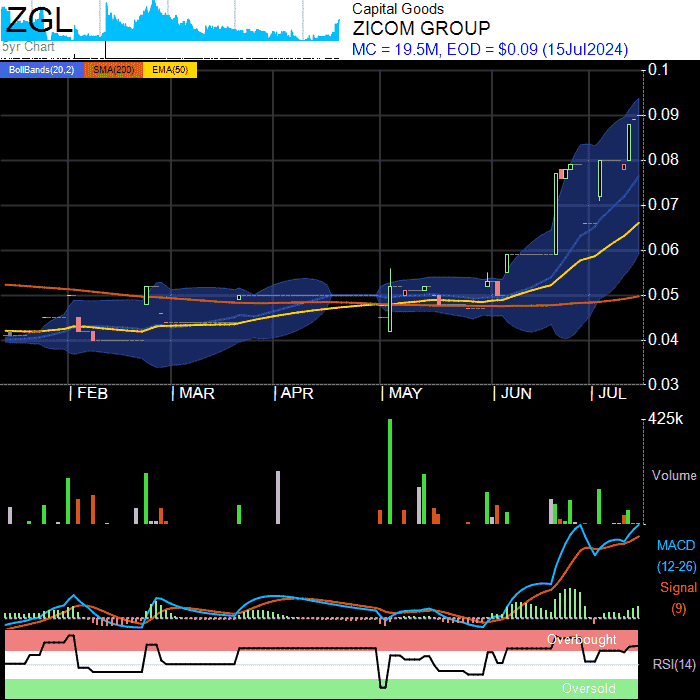 ZGL
5yr Chart
Capital Goods
ZICOM GROUP
MC = 19.5M, EOD = $0.09 (15Jul2024)
BollBands(20,2) SMA(200) EMA(50)
0.1
0.09
0.08
0.07
0.06
0.05
0.04
0.03
FEB MAR APR MAY JUN JUL
425k
Volume
MACD
(12-26)
Signal
(9)
Overbought
RSI(14)
Oversold